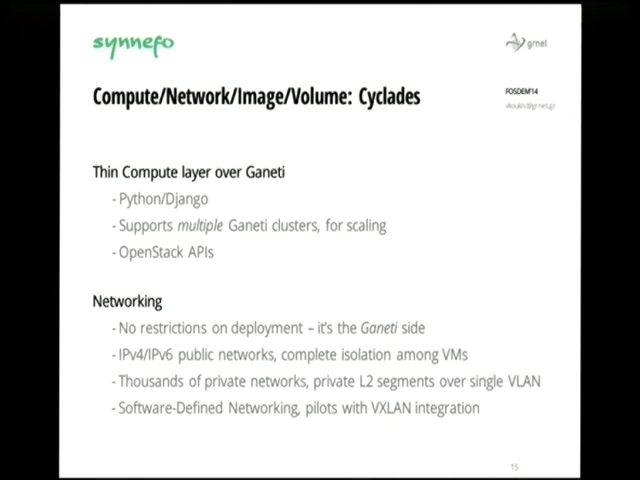 synnefo
grnet
Compute/Network/Image/Volume: Cyclades
FOSDEM'14
vkoukis@grnet.gr
Thin Compute layer over Ganeti
- Python/Django
- Supports multiple Ganeti clusters, for scaling
- OpenStack APIs
Networking
- No restrictions on deployment – it's the Ganeti side
- IPv4/IPv6 public networks, complete isolation among VMs
- Thousands of private networks, private L2 segments over single VLAN
- Software-Defined Networking, pilots with VXLAN integration
15